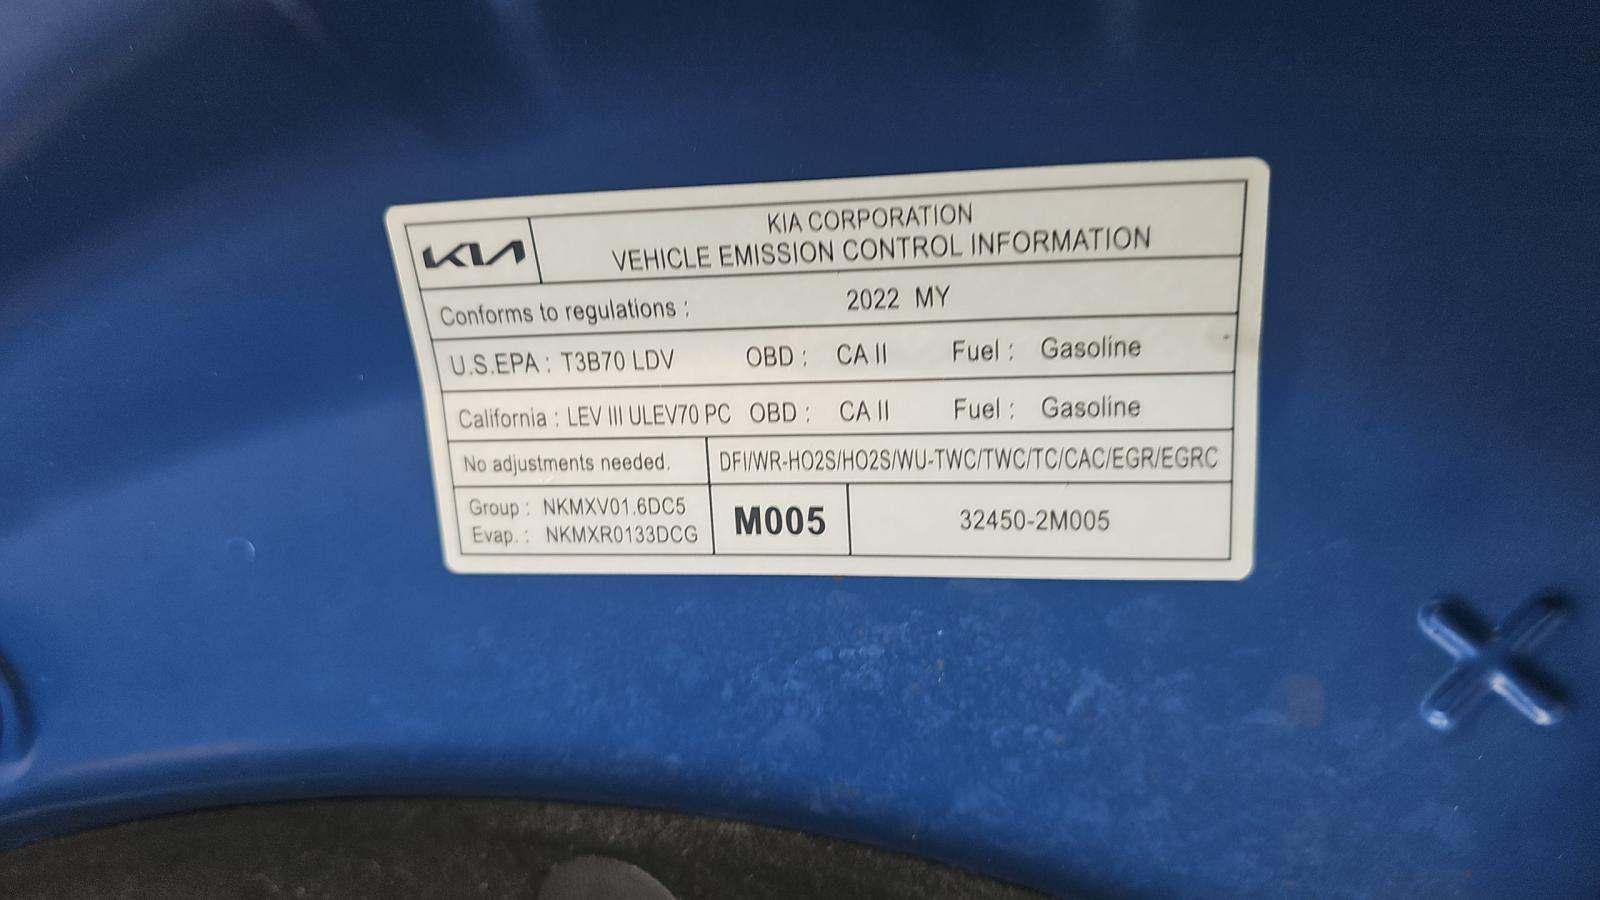 KIA
KIA CORPORATION
VEHICLE EMISSION CONTROL INFORMATION
Conforms to regulations : 2022 MY
U.S.EPA : T3B70 LDV OBD : CA II Fuel : Gasoline
California : LEV III ULEV70 PC OBD : CA II Fuel : Gasoline
No adjustments needed. DFI/WR-HO2S/HO2S/WU-TWC/TWC/TC/CAC/EGR/EGRC
Group : NKMXV01.6DC5
Evap. : NKMXR0133DCG
M005
32450-2M005